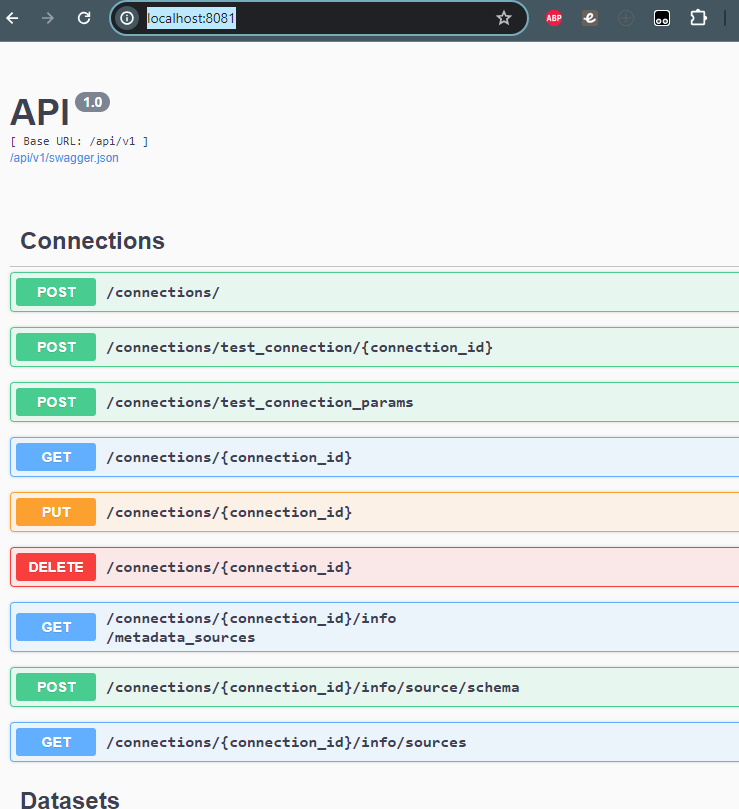 localhost:8081
ABP
API 1.0
[ Base URL: /api/v1 ]
/api/v1/swagger.json
Connections
POST /connections/
POST /connections/test_connection/{connection_id}
POST /connections/test_connection_params
GET /connections/{connection_id}
PUT /connections/{connection_id}
DELETE /connections/{connection_id}
GET /connections/{connection_id}/info
/metadata_sources
POST /connections/{connection_id}/info/source/schema
GET /connections/{connection_id}/info/sources
Datasets